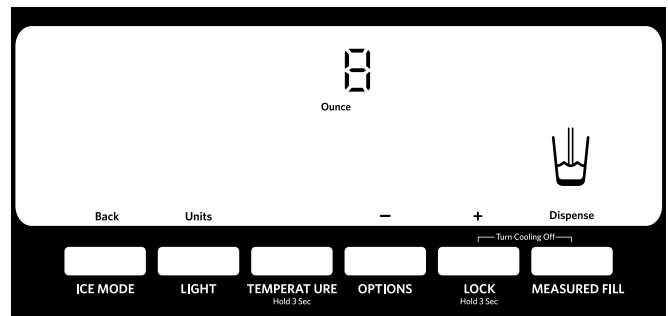 8
Ounce
Back Units − + Dispense
Turn Cooling Off
ICE MODE LIGHT TEMPERAT URE OPTIONS LOCK MEASURED FILL
Hold 3 Sec Hold 3 Sec